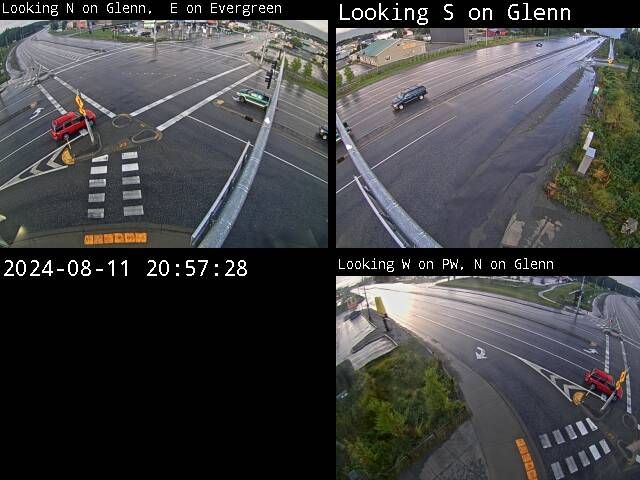 Looking N on Glenn,  E on Evergreen
Looking S on Glenn
2024-08-11 20:57:28
Looking W on PW, N on Glenn